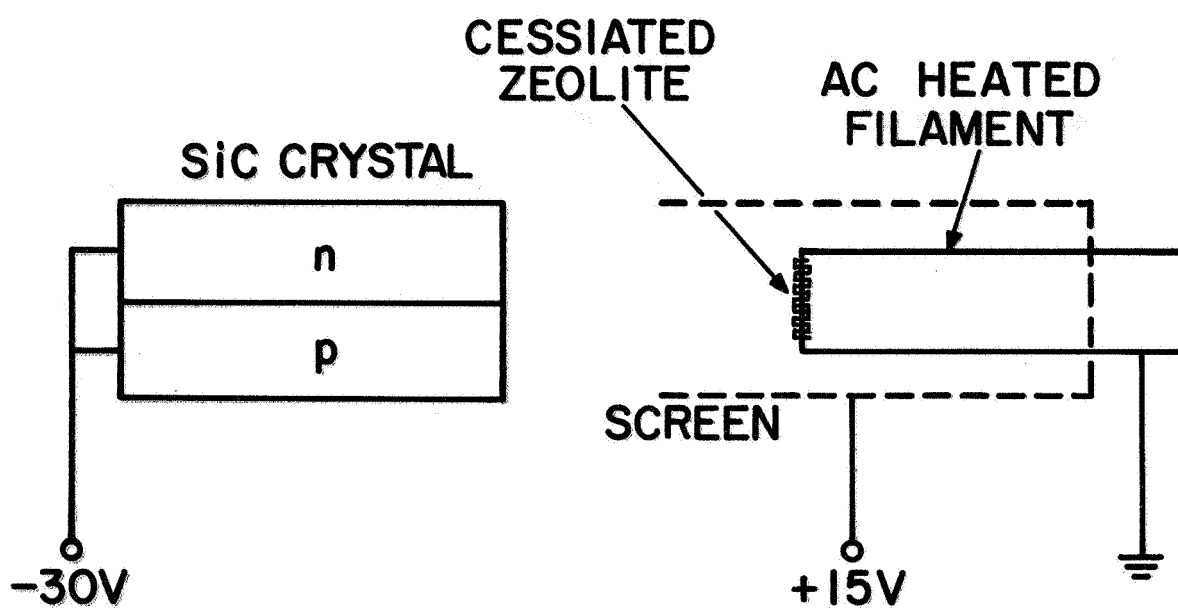 CESSIATED
ZEOLITE
AC HEATED
FILAMENT
SiC CRYSTAL
n
p
SCREEN
-30V
+15V